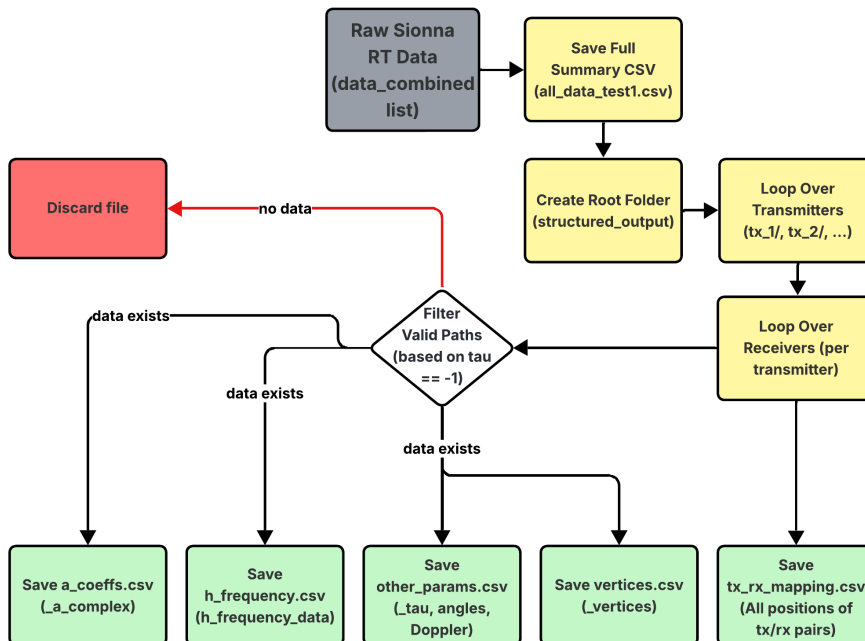 Raw Sionna
RT Data
(data_combined
list)
Save Full
Summary CSV
(all_data_test1.csv)
Discard file
no data
Create Root Folder
(structured_output)
Loop Over
Transmitters
(tx_1/, tx_2/, ...)
data exists
Filter
Valid Paths
(based on tau
== -1)
Loop Over
Receivers (per
transmitter)
data exists
data exists
Save a_coeffs.csv
(_a_complex)
Save
h_frequency.csv
(h_frequency_data)
Save
other_params.csv
(_tau, angles,
Doppler)
Save vertices.csv
(_vertices)
Save
tx_rx_mapping.csv
(All positions of
tx/rx pairs)